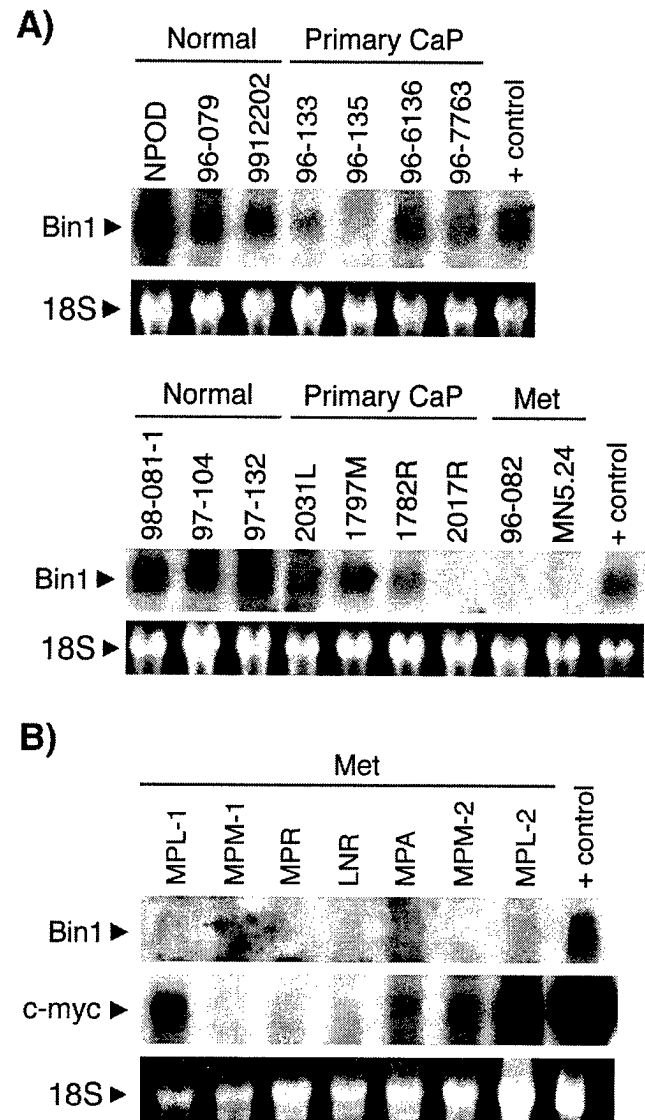 A)
Normal Primary CaP
NPOD 96-079 9912202 96-133 96-135 96-6136 96-7763 + control
Bin1
18S
Normal Primary CaP Met
98-081-1 97-104 97-132 2031L 1797M 1782R 2017R 96-082 MN5.24 + control
Bin1
18S
B)
Met
MPL-1 MPM-1 MPR LNR MPA MPM-2 MPL-2 + control
Bin1
c-myc
18S